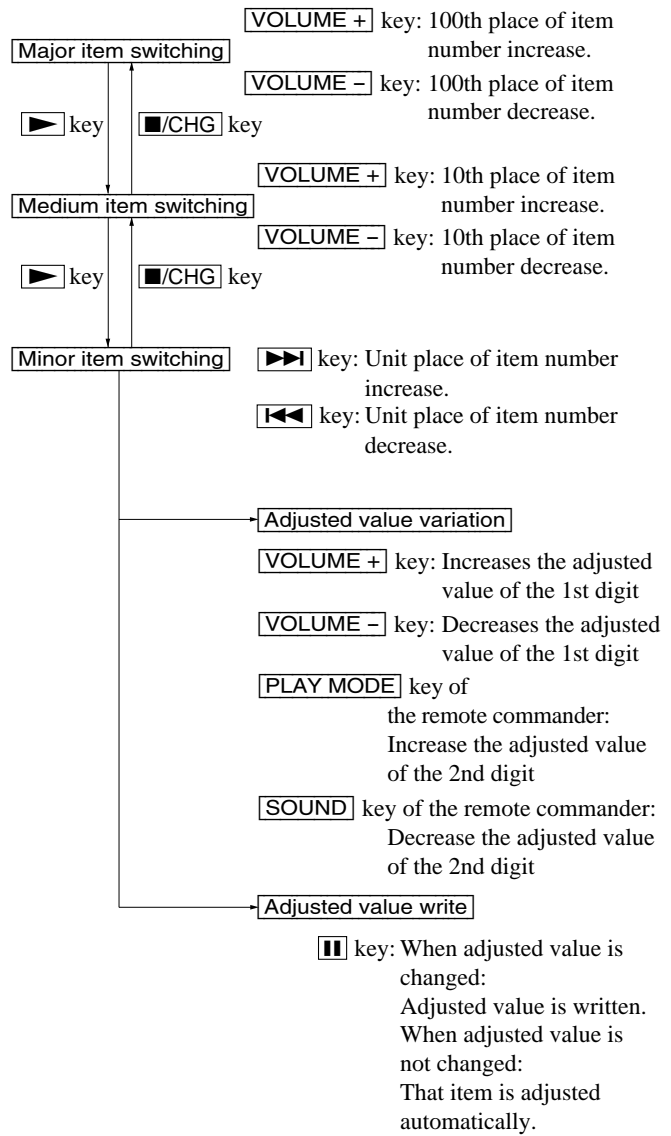 VOLUME + key: 100th place of item
number increase.
Major item switching
VOLUME – key: 100th place of item
number decrease.
▶ key ■/CHG key
VOLUME + key: 10th place of item
number increase.
Medium item switching
VOLUME – key: 10th place of item
number decrease.
▶ key ■/CHG key
Minor item switching
▶▶I key: Unit place of item number
increase.
I◀◀ key: Unit place of item number
decrease.
Adjusted value variation
VOLUME + key: Increases the adjusted
value of the 1st digit
VOLUME – key: Decreases the adjusted
value of the 1st digit
PLAY MODE key of
the remote commander:
Increase the adjusted value
of the 2nd digit
SOUND key of the remote commander:
Decrease the adjusted value
of the 2nd digit
Adjusted value write
❚❚ key: When adjusted value is
changed:
Adjusted value is written.
When adjusted value is
not changed:
That item is adjusted
automatically.